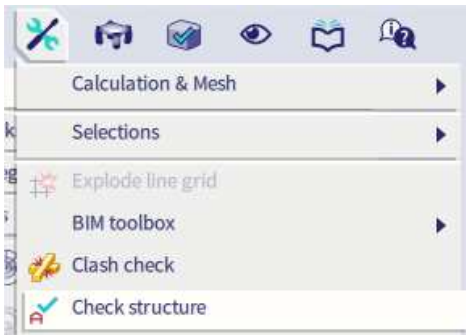 Calculation & Mesh
Selections
Explode line grid
BIM toolbox
Clash check
Check structure